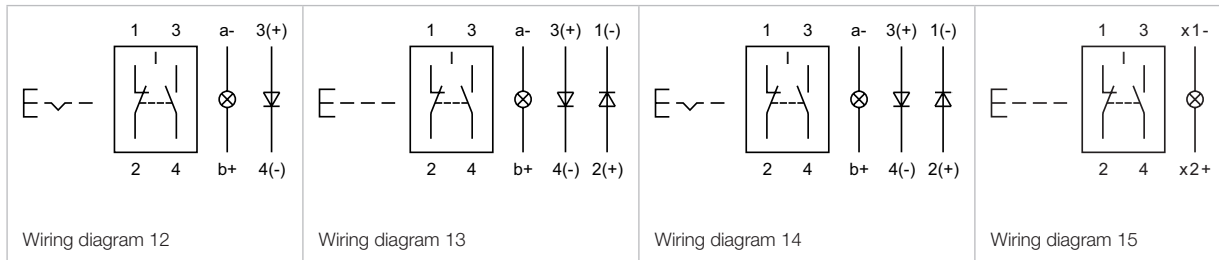 1 3 a- 3(+)
2 4 b+ 4(-)
Wiring diagram 12
1 3 a- 3(+) 1(-)
2 4 b+ 4(-) 2(+)
Wiring diagram 13
1 3 a- 3(+) 1(-)
2 4 b+ 4(-) 2(+)
Wiring diagram 14
1 3 x1-
2 4 x2+
Wiring diagram 15